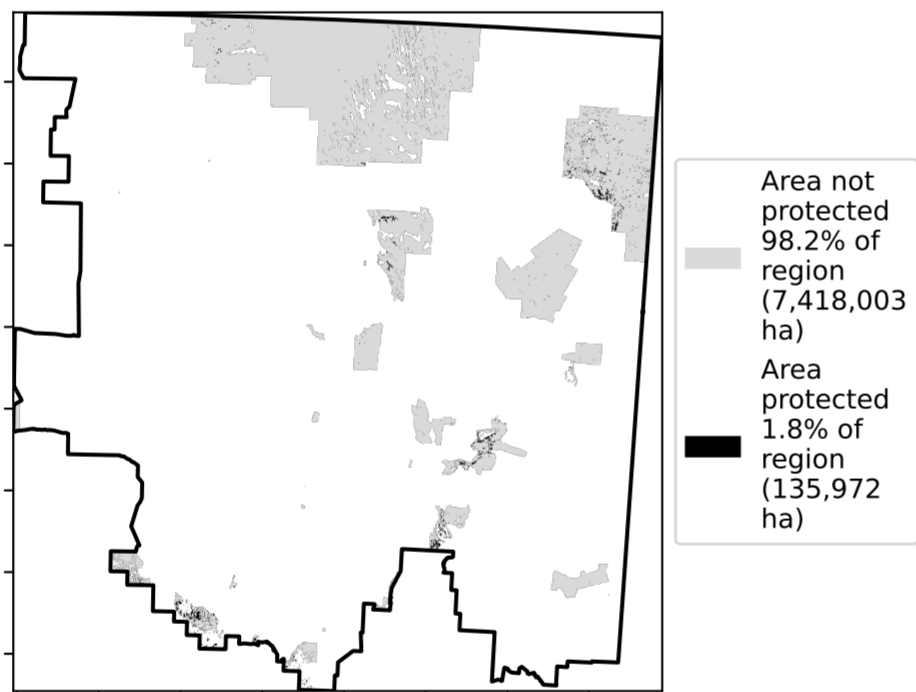 Area not
protected
98.2% of
region
(7,418,003
ha)
Area
protected
1.8% of
region
(135,972
ha)